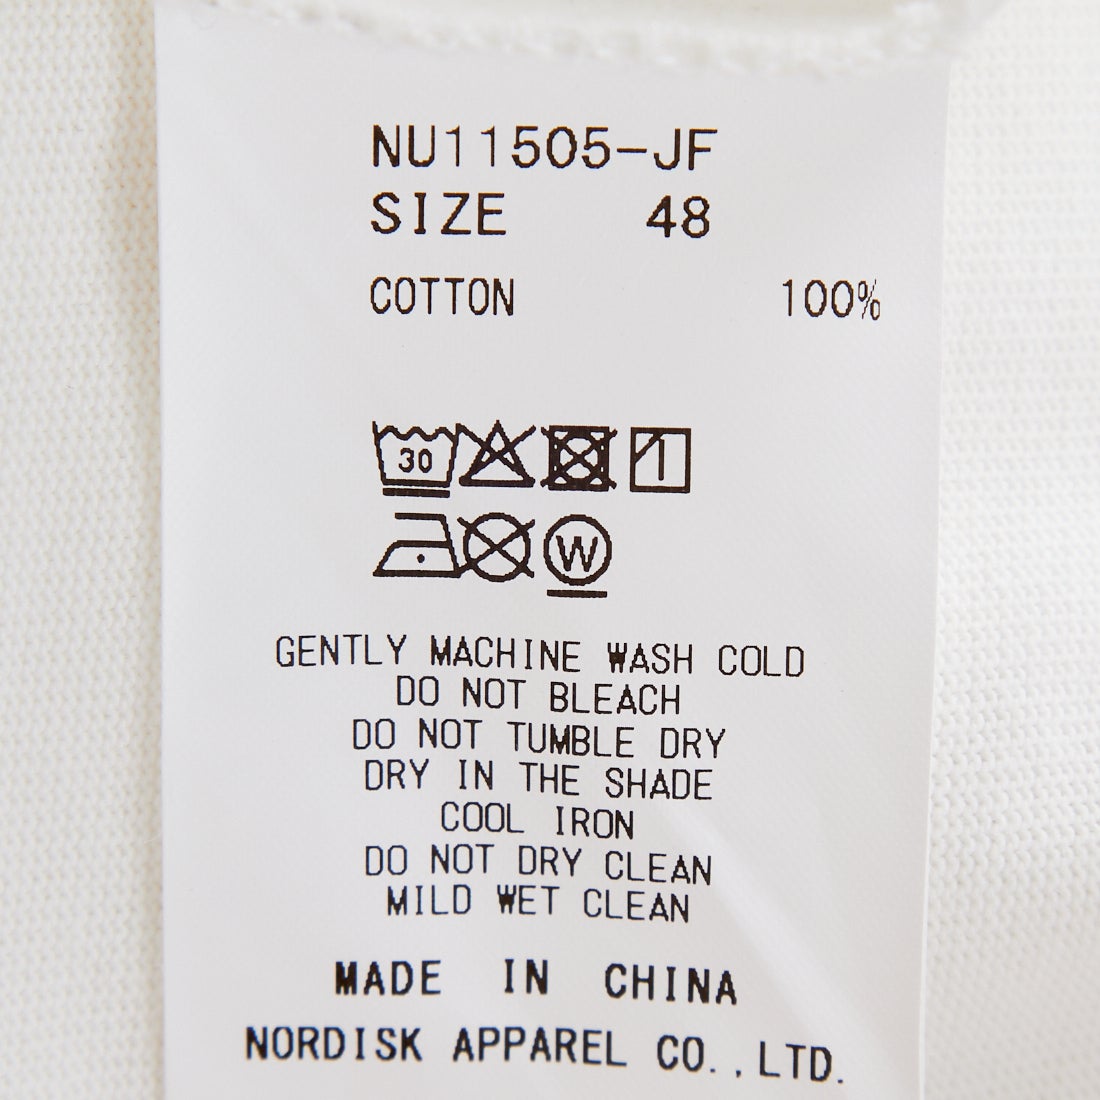 NU11505-JF
SIZE 48
COTTON 100%
30
W
GENTLY MACHINE WASH COLD
DO NOT BLEACH
DO NOT TUMBLE DRY
DRY IN THE SHADE
COOL IRON
DO NOT DRY CLEAN
MILD WET CLEAN
MADE IN CHINA
NORDISK APPAREL CO.,LTD.